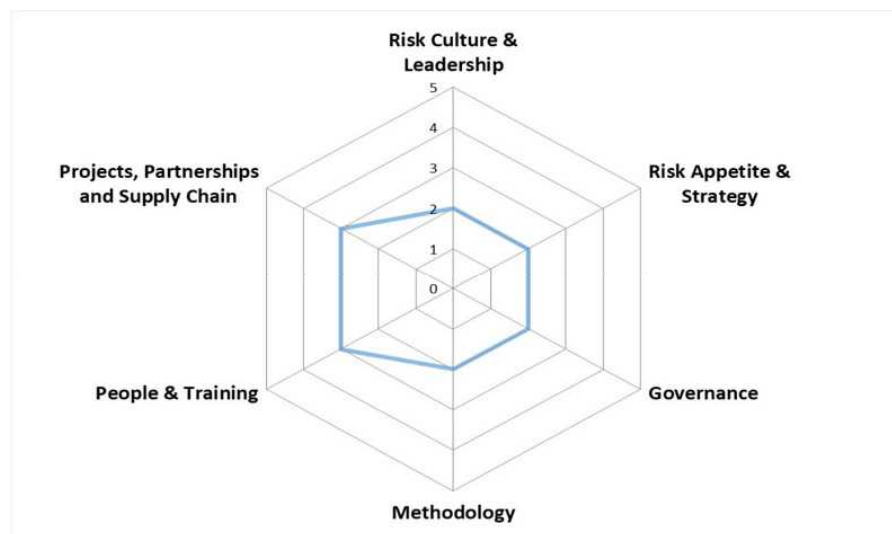 Risk Culture &
Leadership
5
4
3
2
1
0
Projects, Partnerships
and Supply Chain
Risk Appetite &
Strategy
People & Training
Governance
Methodology